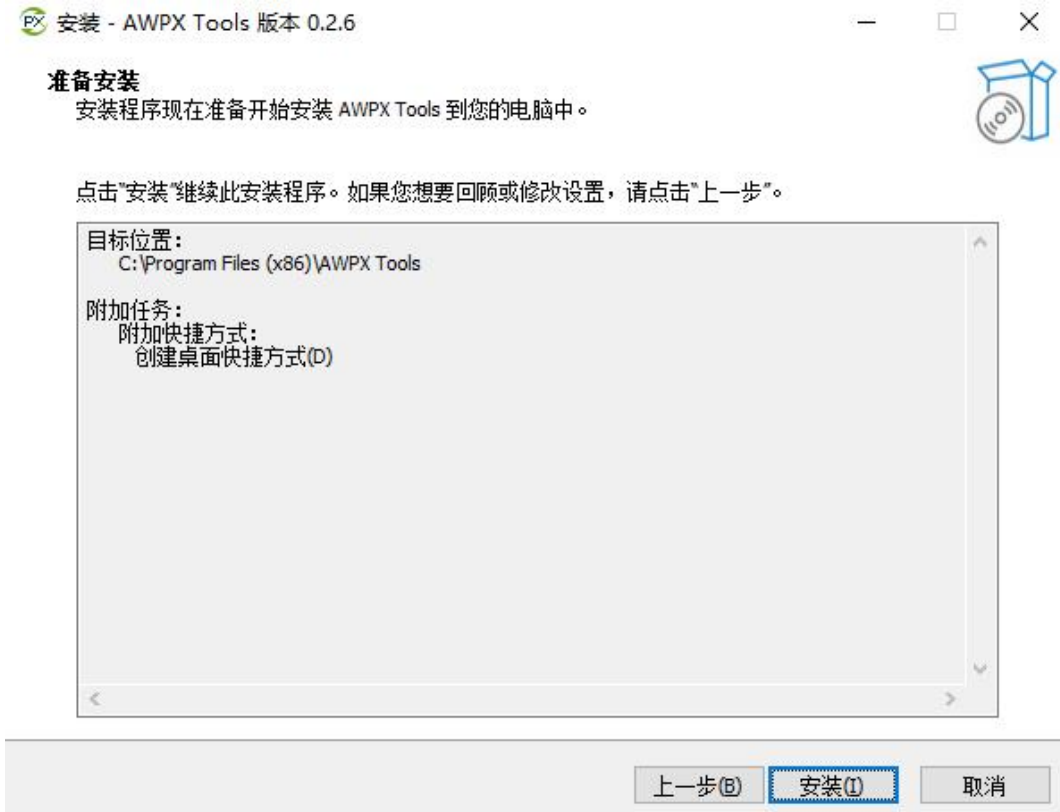 PX 安装 - AWPX Tools 版本 0.2.6
准备安装
安装程序现在准备开始安装 AWPX Tools 到您的电脑中。
点击“安装”继续此安装程序。如果您想要回顾或修改设置，请点击“上一步”。
目标位置：
C:\Program Files (x86)\AWPX Tools
附加任务：
附加快捷方式：
创建桌面快捷方式(D)
上一步(B) 安装(I) 取消